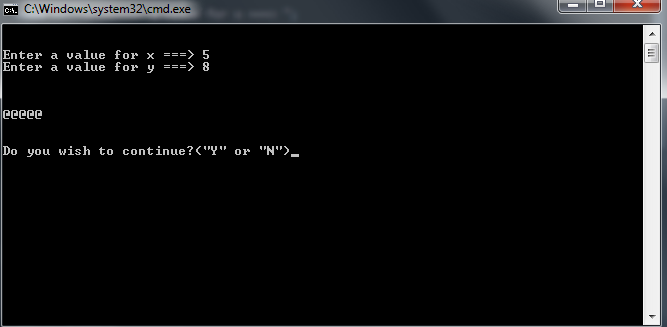 C:\Windows\system32\cmd.exe
Enter a value for x ===> 5
Enter a value for y ===> 8
@@@@@
Do you wish to continue?("Y" or "N")_